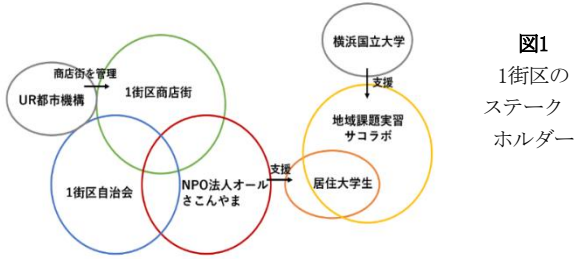 横浜国立大学
支援
商店街を管理
UR都市機構
1街区商店街
地域課題実習
サコラボ
1街区自治会
NPO法人オール
さこんやま
支援
居住大学生
図1
1街区の
ステーク
ホルダー